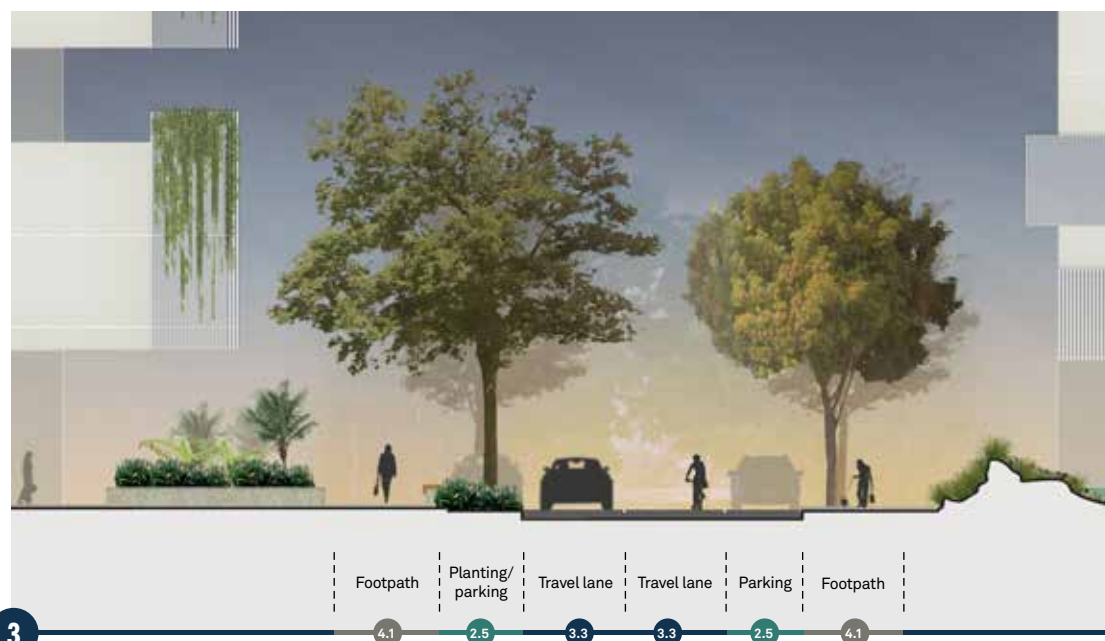 Footpath
Planting/
parking
Travel lane
Travel lane
Parking
Footpath
3
4.1
2.5
3.3
3.3
2.5
4.1